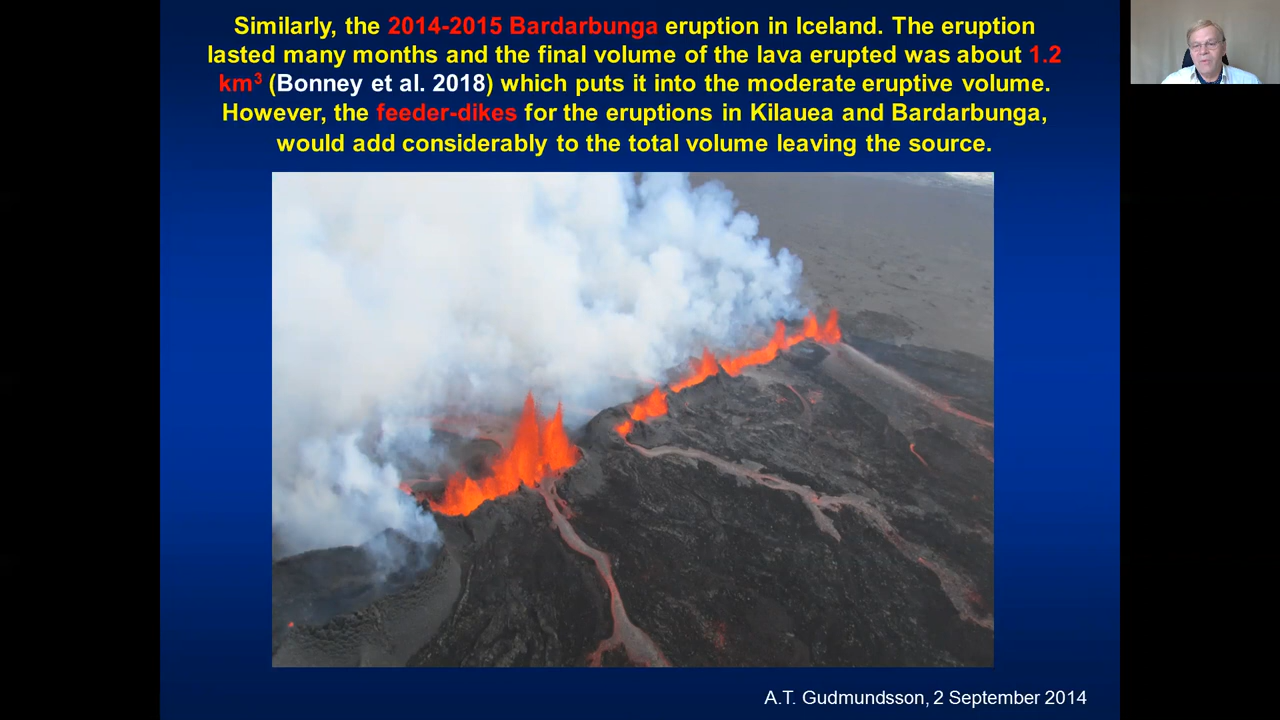 Similarly, the 2014-2015 Bardarbunga eruption in Iceland. The eruption
lasted many months and the final volume of the lava erupted was about 1.2
km³ (Bonney et al. 2018) which puts it into the moderate eruptive volume.
However, the feeder-dikes for the eruptions in Kilauea and Bardarbunga,
would add considerably to the total volume leaving the source.
A.T. Gudmundsson, 2 September 2014